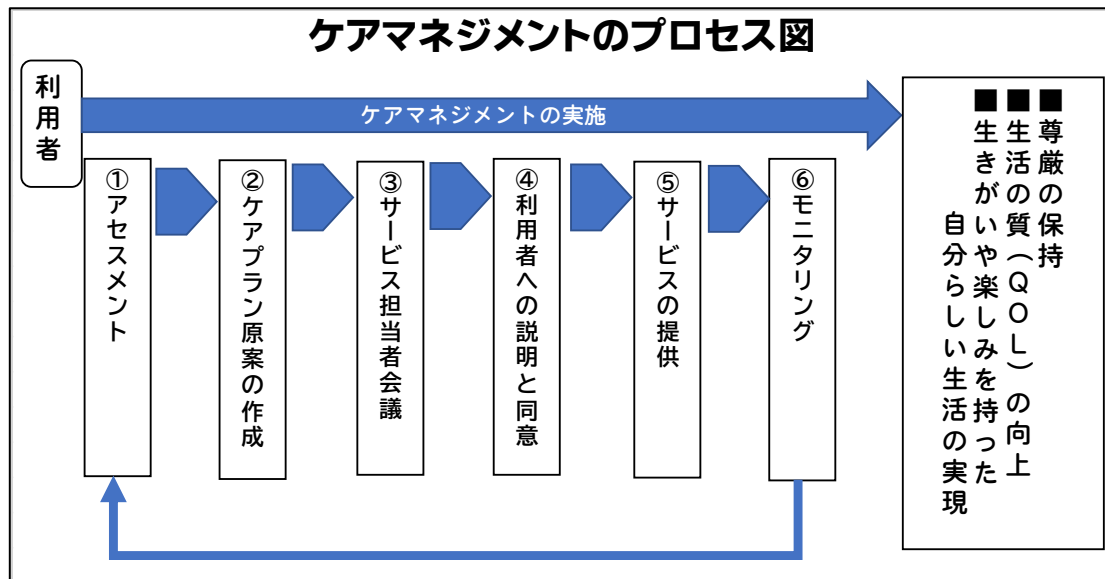 ケアマネジメントのプロセス図
利用者
ケアマネジメントの実施
①アセスメント
②ケアプラン原案の作成
③サービス担当者会議
④利用者への説明と同意
⑤サービスの提供
⑥モニタリング
■尊厳の保持
■生活の質（ＱＯＬ）の向上
■生きがいや楽しみを持った
自分らしい生活の実現